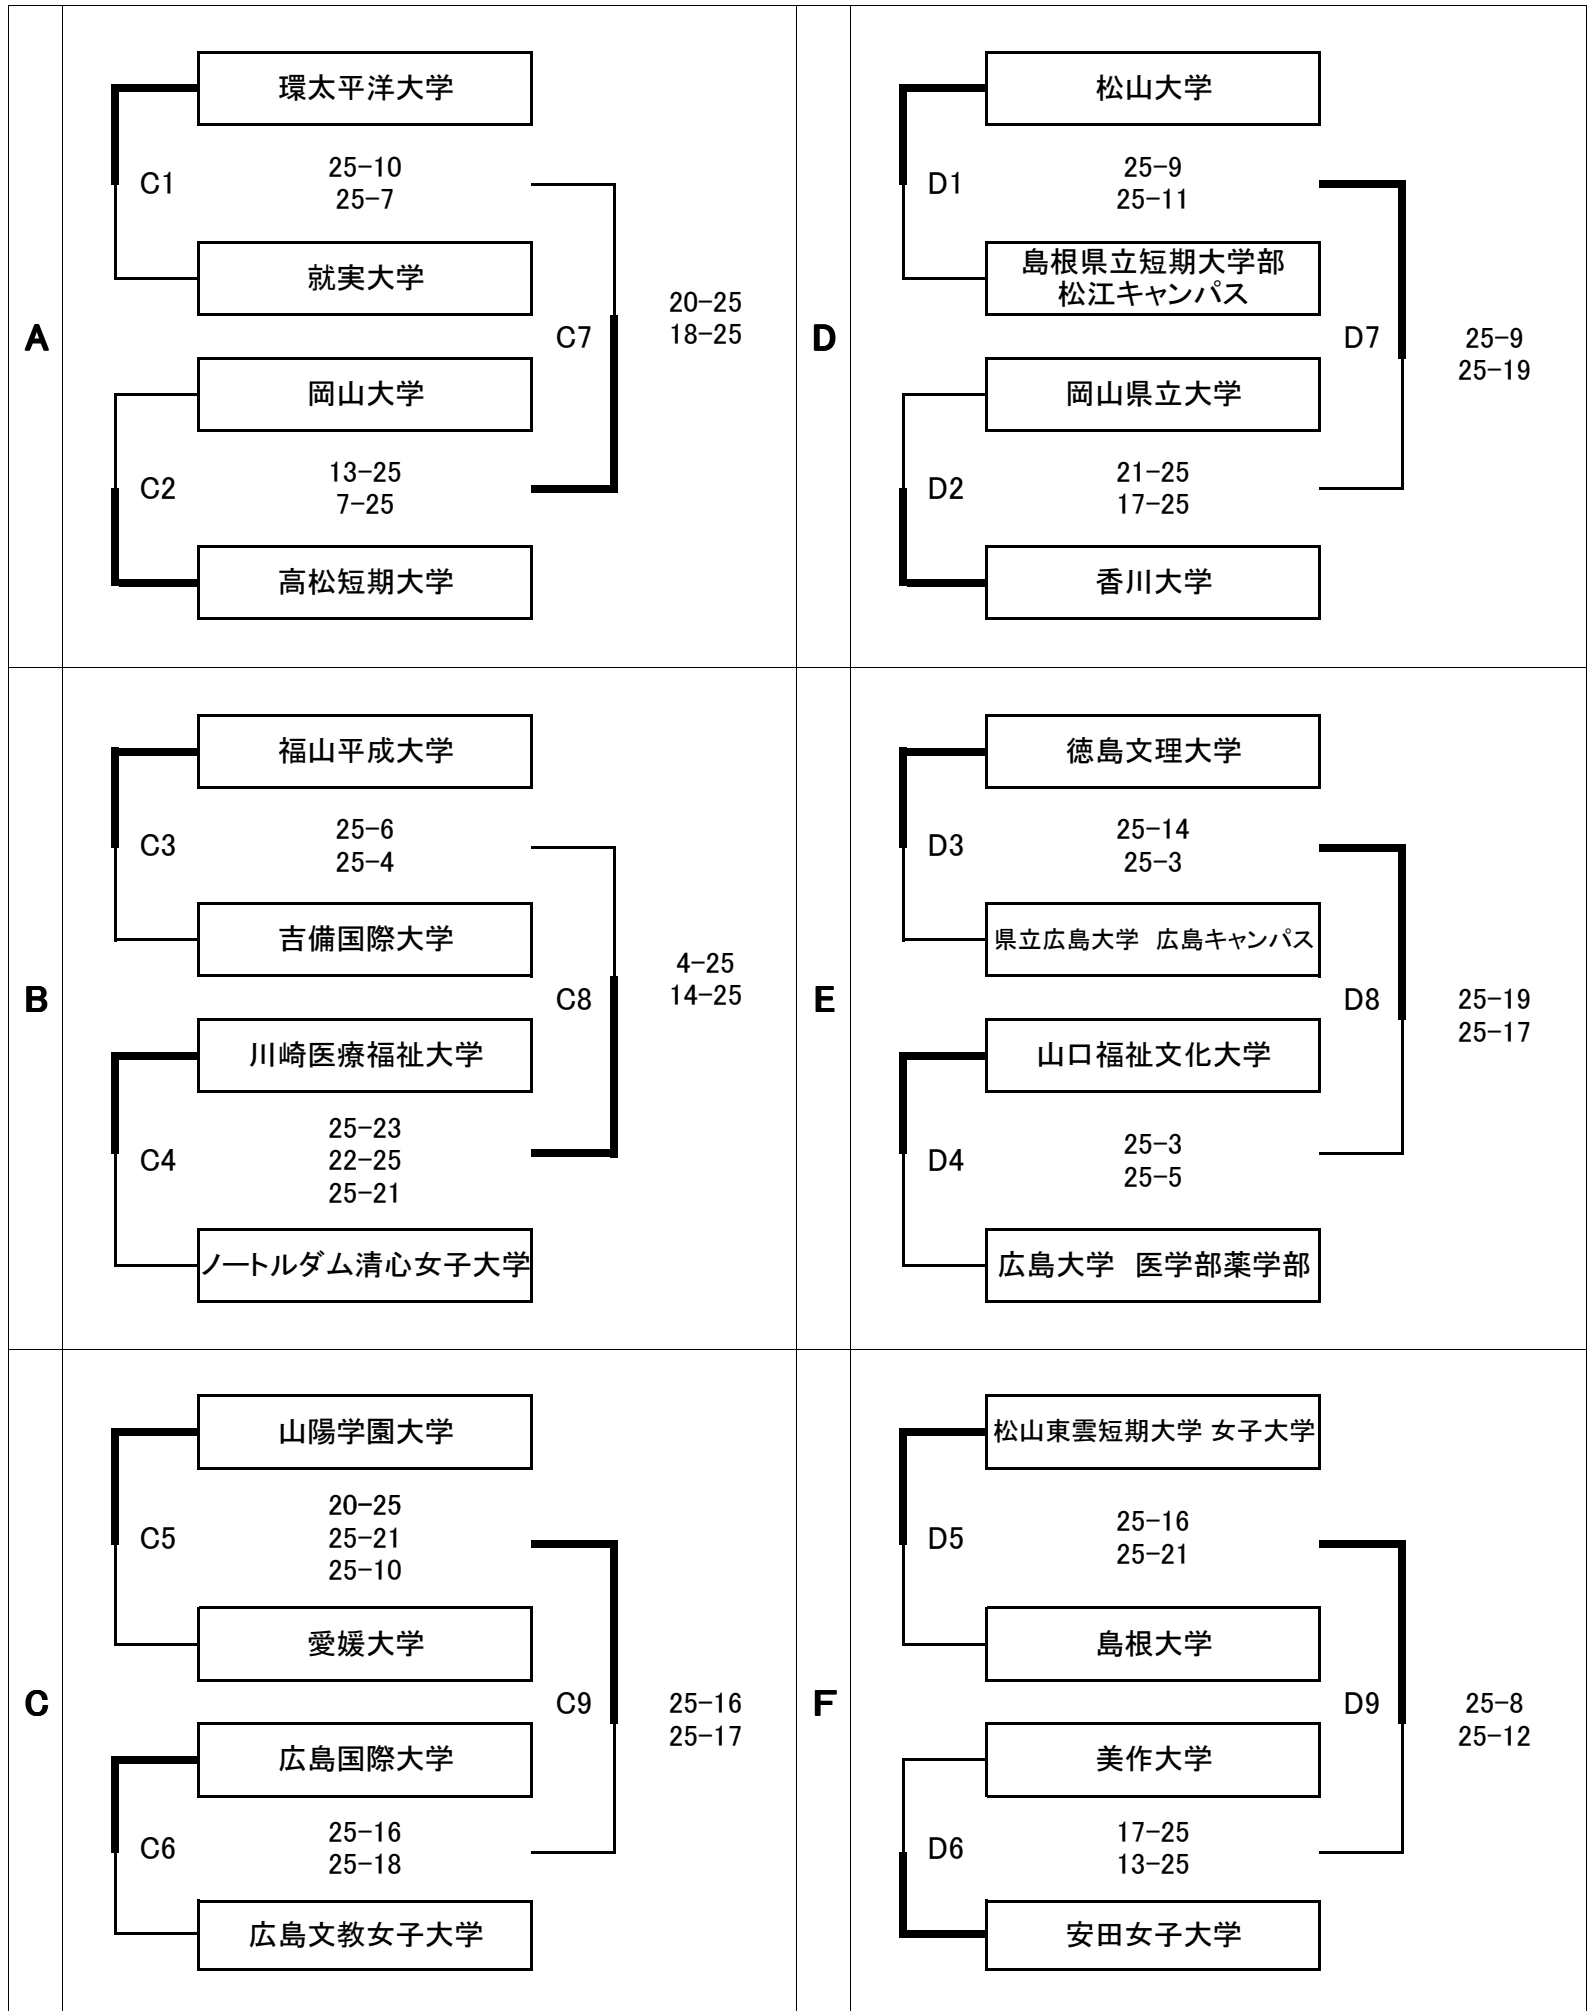 A
環太平洋大学
C1
25-10
25-7
就実大学
C7
20-25
18-25
岡山大学
C2
13-25
7-25
高松短期大学
D
松山大学
D1
25-9
25-11
島根県立短期大学部
松江キャンパス
D7
25-9
25-19
岡山県立大学
D2
21-25
17-25
香川大学
B
福山平成大学
C3
25-6
25-4
吉備国際大学
C8
4-25
14-25
川崎医療福祉大学
C4
25-23
22-25
25-21
ノートルダム清心女子大学
E
徳島文理大学
D3
25-14
25-3
県立広島大学　広島キャンパス
D8
25-19
25-17
山口福祉文化大学
D4
25-3
25-5
広島大学　医学部薬学部
C
山陽学園大学
C5
20-25
25-21
25-10
愛媛大学
C9
25-16
25-17
広島国際大学
C6
25-16
25-18
広島文教女子大学
F
松山東雲短期大学 女子大学
D5
25-16
25-21
島根大学
D9
25-8
25-12
美作大学
D6
17-25
13-25
安田女子大学